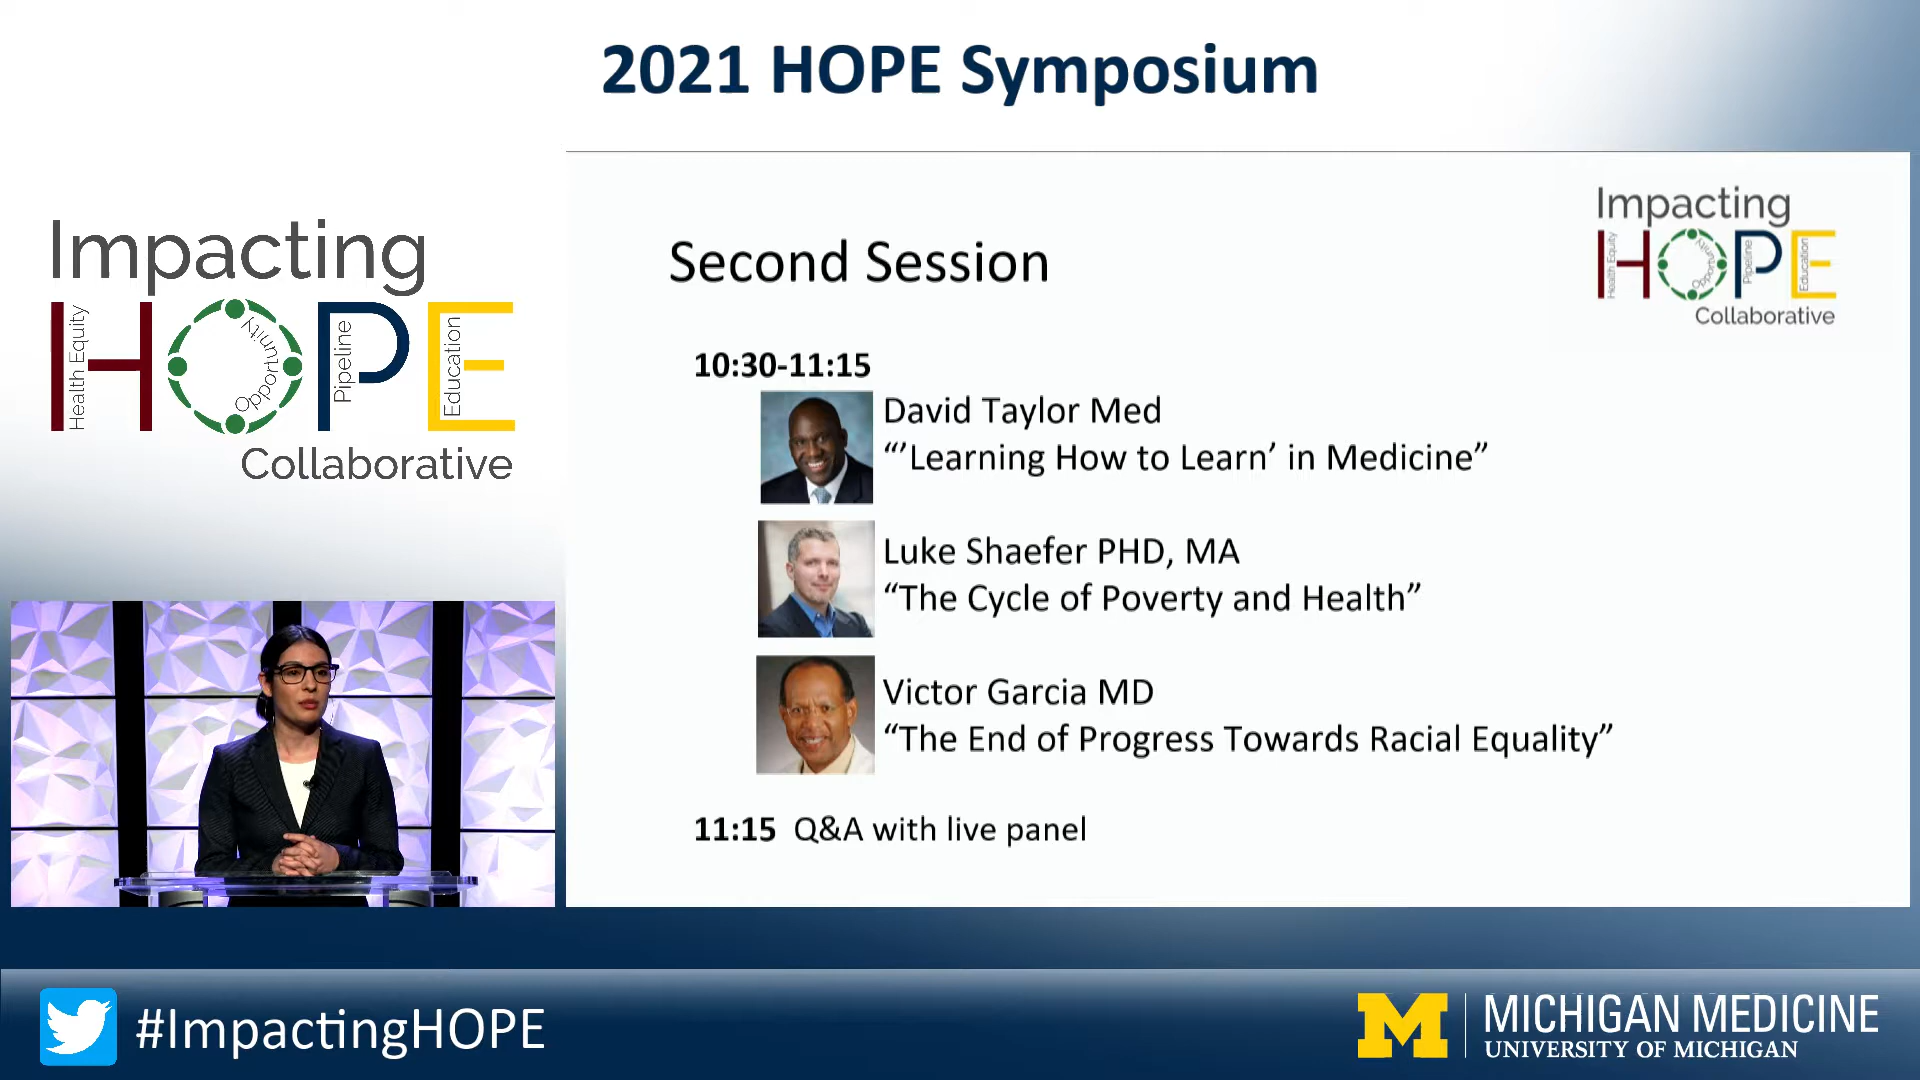 2021 HOPE Symposium
Impacting
HOPE
Health Equity
Opportunity
Pipeline
Education
Collaborative
Second Session
Impacting
HOPE
Health Equity
Opportunity
Pipeline
Education
Collaborative
10:30-11:15
David Taylor Med
“’Learning How to Learn’ in Medicine”
Luke Shaefer PHD, MA
“The Cycle of Poverty and Health”
Victor Garcia MD
“The End of Progress Towards Racial Equality”
11:15 Q&A with live panel
#ImpactingHOPE
M
MICHIGAN MEDICINE
UNIVERSITY OF MICHIGAN